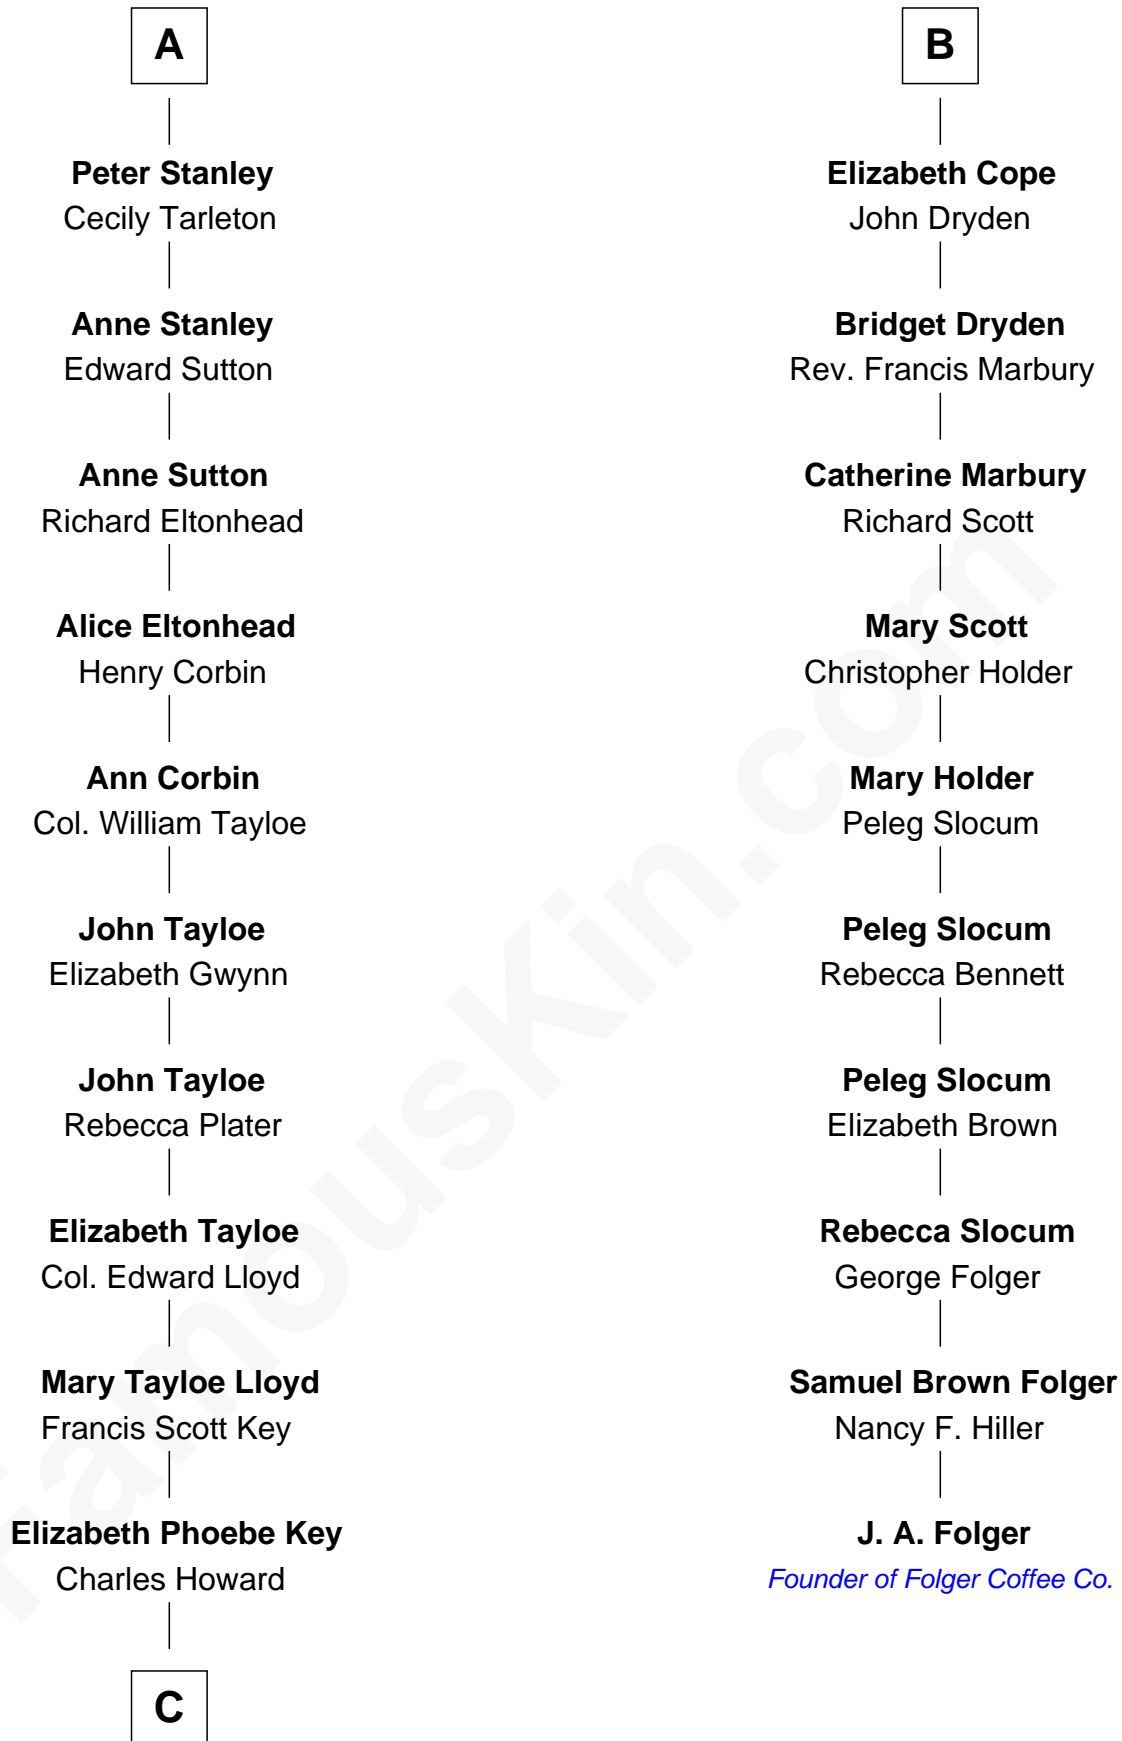 A
Peter Stanley
Cecily Tarleton
Anne Stanley
Edward Sutton
Anne Sutton
Richard Eltonhead
Alice Eltonhead
Henry Corbin
Ann Corbin
Col. William Tayloe
John Tayloe
Elizabeth Gwynn
John Tayloe
Rebecca Plater
Elizabeth Tayloe
Col. Edward Lloyd
Mary Tayloe Lloyd
Francis Scott Key
Elizabeth Phoebe Key
Charles Howard
C
B
Elizabeth Cope
John Dryden
Bridget Dryden
Rev. Francis Marbury
Catherine Marbury
Richard Scott
Mary Scott
Christopher Holder
Mary Holder
Peleg Slocum
Peleg Slocum
Rebecca Bennett
Peleg Slocum
Elizabeth Brown
Rebecca Slocum
George Folger
Samuel Brown Folger
Nancy F. Hiller
J. A. Folger
Founder of Folger Coffee Co.
FamousKin.com